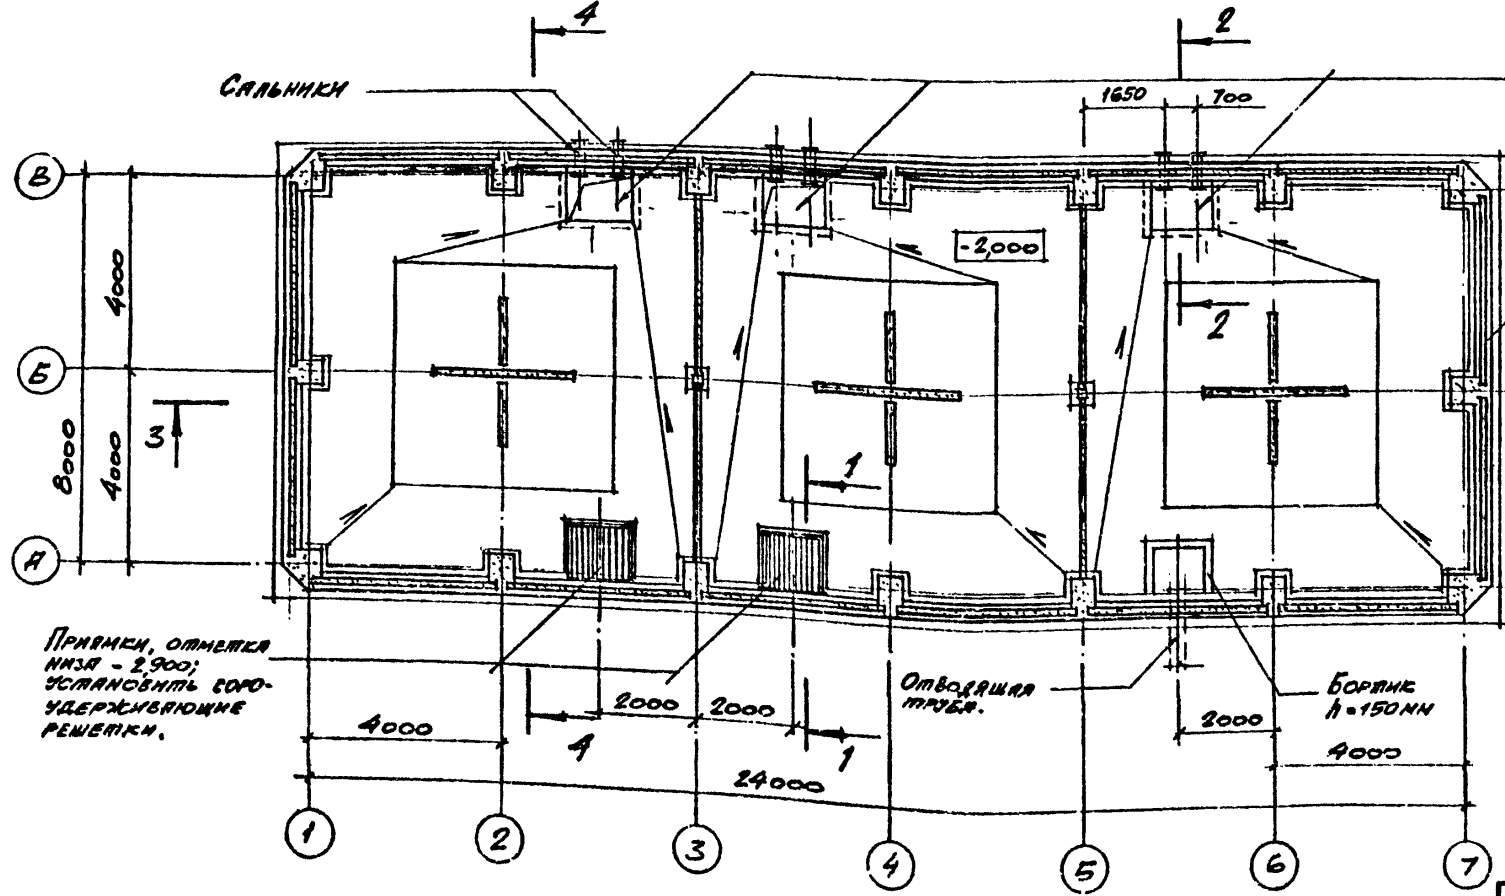 4
2
Сальники
1650
700
В
-2,000
4000
2
Б
3
8000
4000
1
А
Приямки, отметка
низа - 2,900;
установить соро-
удерживающие
решетки.
Отводящая
труба.
Бортик
h=150мм
2000
2000
2000
4000
4
1
4000
24000
1
2
3
4
5
6
7